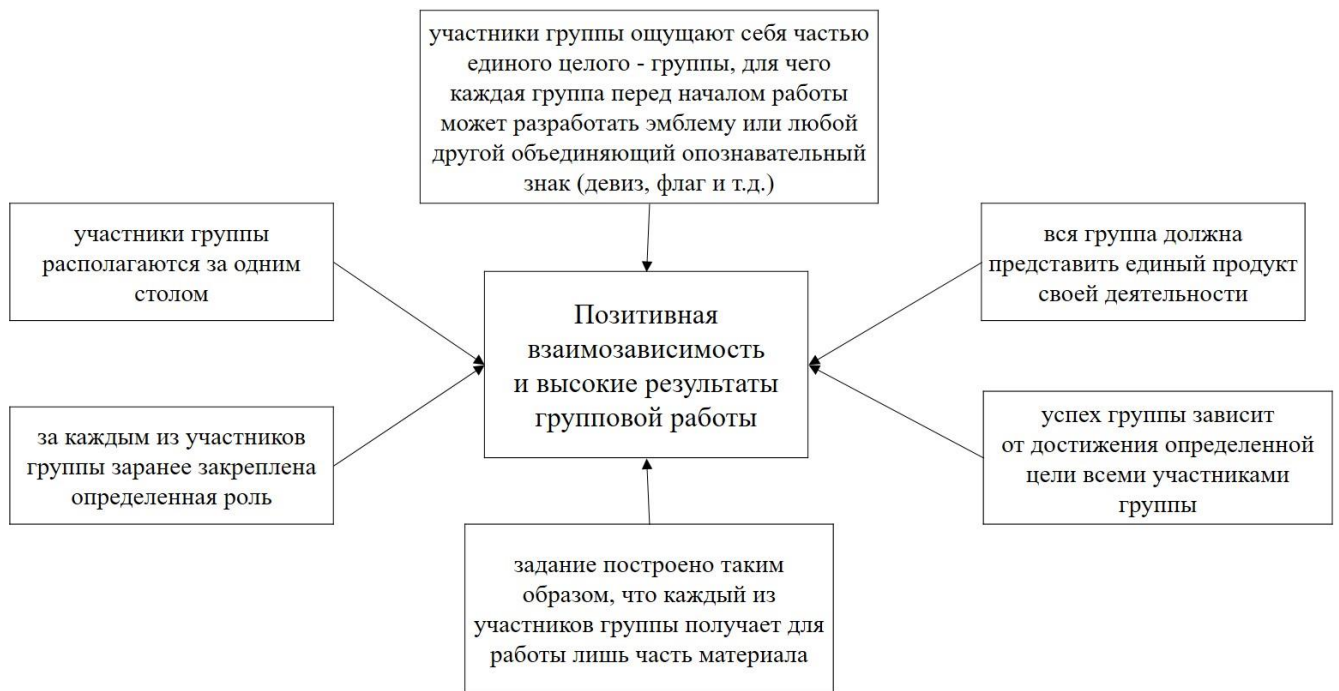 участники группы ощущают себя частью
единого целого - группы, для чего
каждая группа перед началом работы
может разработать эмблему или любой
другой объединяющий опознавательный
знак (девиз, флаг и т.д.)
участники группы
располагаются за одним
столом
вся группа должна
представить единый продукт
своей деятельности
Позитивная
взаимозависимость
и высокие результаты
групповой работы
за каждым из участников
группы заранее закреплена
определенная роль
успех группы зависит
от достижения определенной
цели всеми участниками
группы
задание построено таким
образом, что каждый из
участников группы получает для
работы лишь часть материала